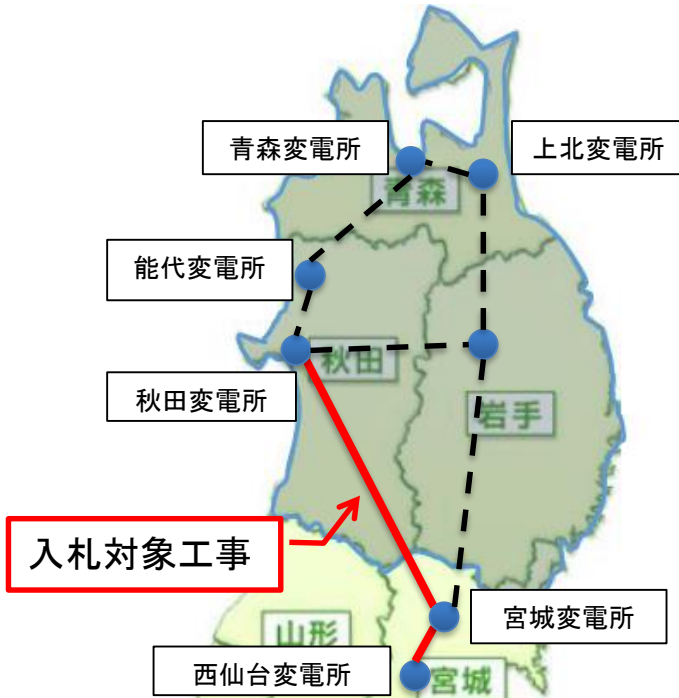 青森変電所
上北変電所
青森
能代変電所
秋田
秋田変電所
岩手
入札対象工事
宮城変電所
山形
西仙台変電所
宮城